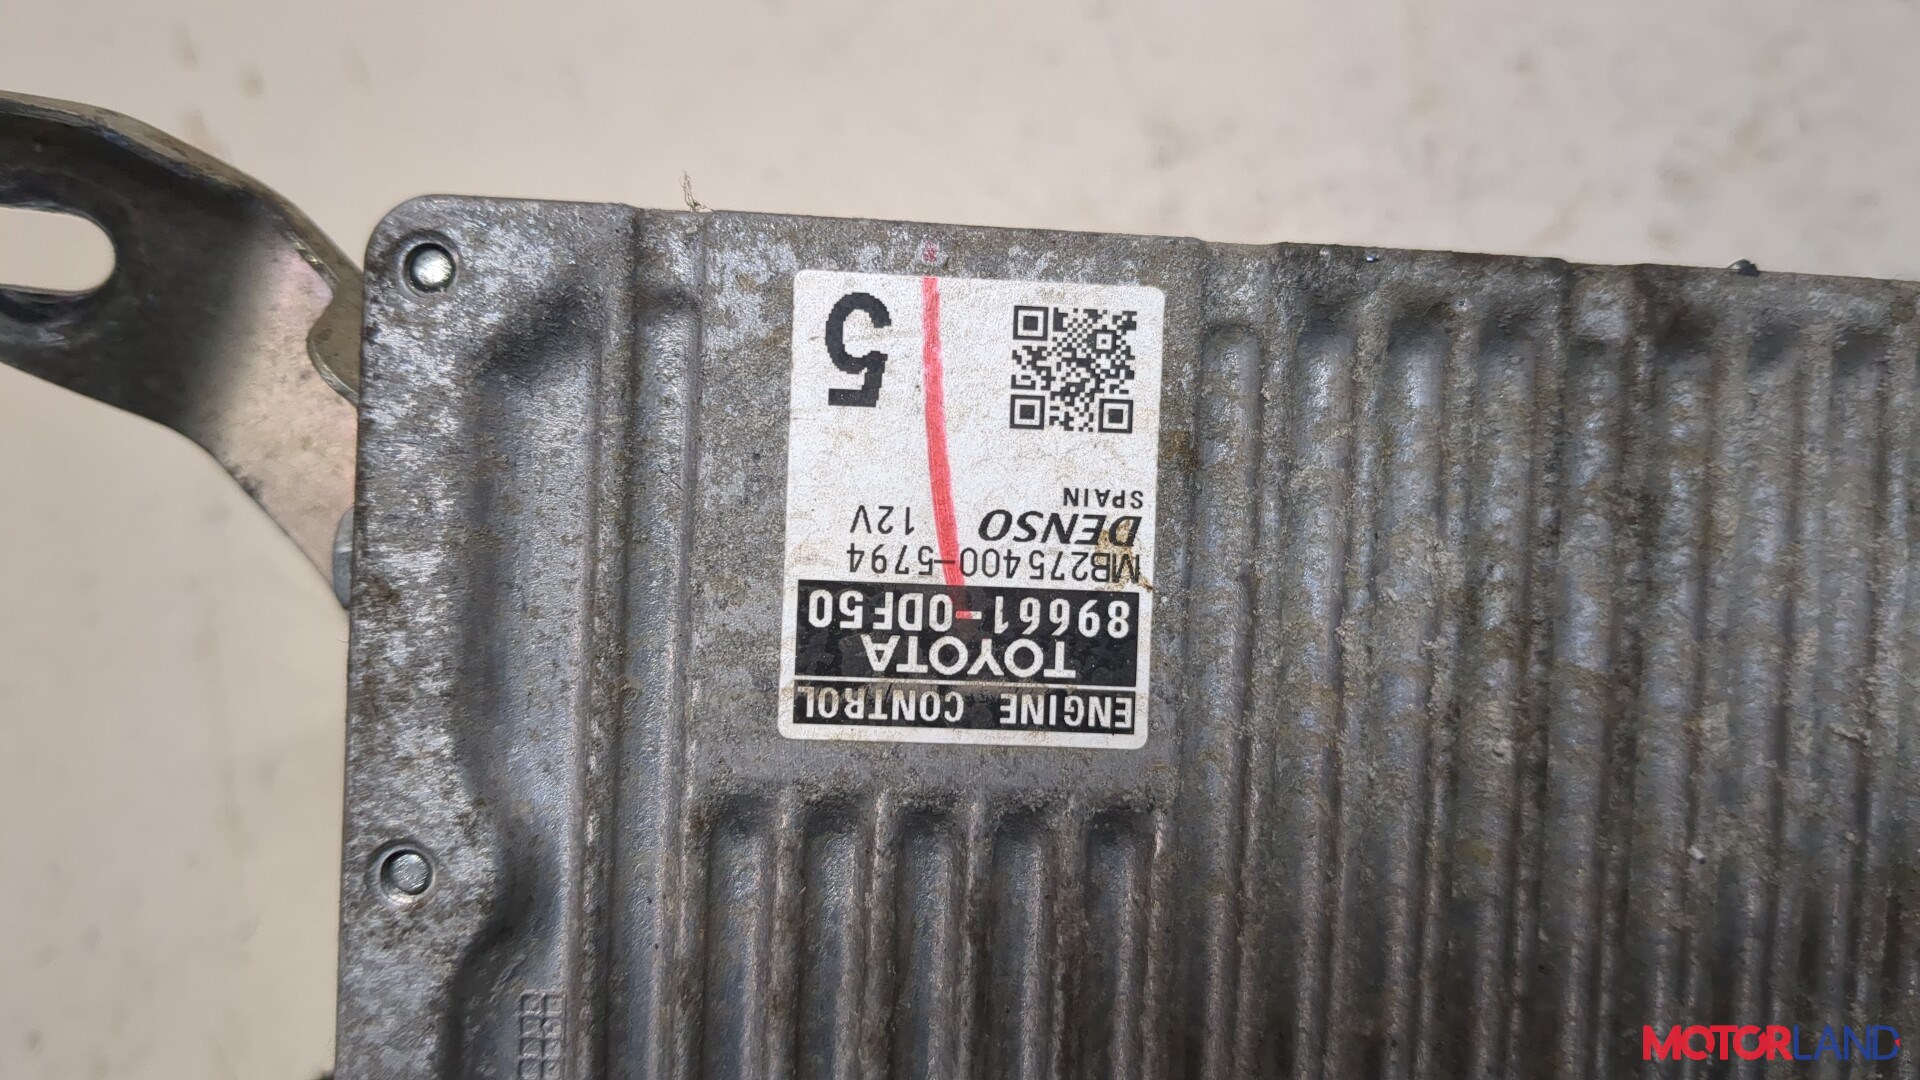 ENGINE CONTROL
TOYOTA
89661-0DF50
MB275400-5794
DENSO 12V
SPAIN
5
MOTORLAND